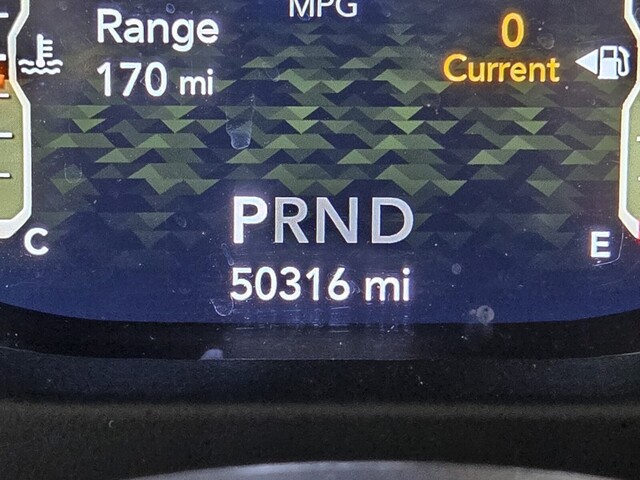 MPG
Range
170 mi
0
Current
PRND
C
E
50316 mi